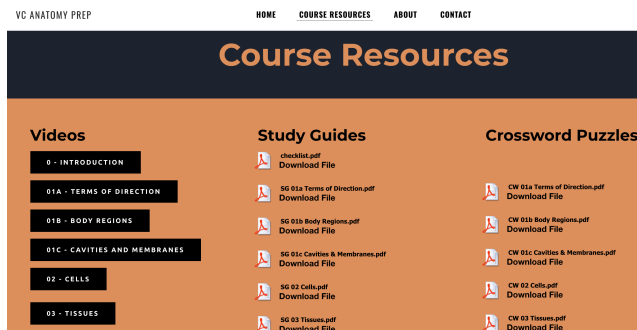 VC ANATOMY PREP
HOME COURSE RESOURCES ABOUT CONTACT
Course Resources
Videos
0 - INTRODUCTION
01A - TERMS OF DIRECTION
01B - BODY REGIONS
01C - CAVITIES AND MEMBRANES
02 - CELLS
03 - TISSUES
Study Guides
checklist.pdf
Download File
SG 01a Terms of Direction.pdf
Download File
SG 01b Body Regions.pdf
Download File
SG 01c Cavities & Membranes.pdf
Download File
SG 02 Cells.pdf
Download File
SG 03 Tissues.pdf
Download File
Crossword Puzzles
CW 01a Terms of Direction.pdf
Download File
CW 01b Body Regions.pdf
Download File
CW 01c Cavities & Membranes.pdf
Download File
CW 02 Cells.pdf
Download File
CW 03 Tissues.pdf
Download File